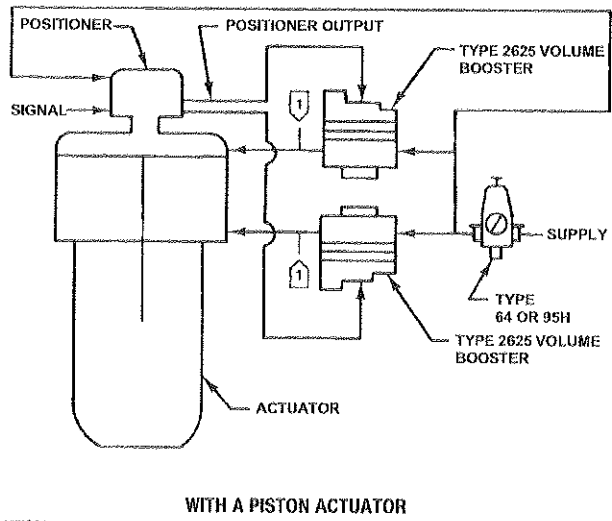 POSITIONER
POSITIONER OUTPUT
TYPE 2625 VOLUME
BOOSTER
SIGNAL
1
1
SUPPLY
TYPE
64 OR 95H
TYPE 2625 VOLUME
BOOSTER
ACTUATOR
WITH A PISTON ACTUATOR